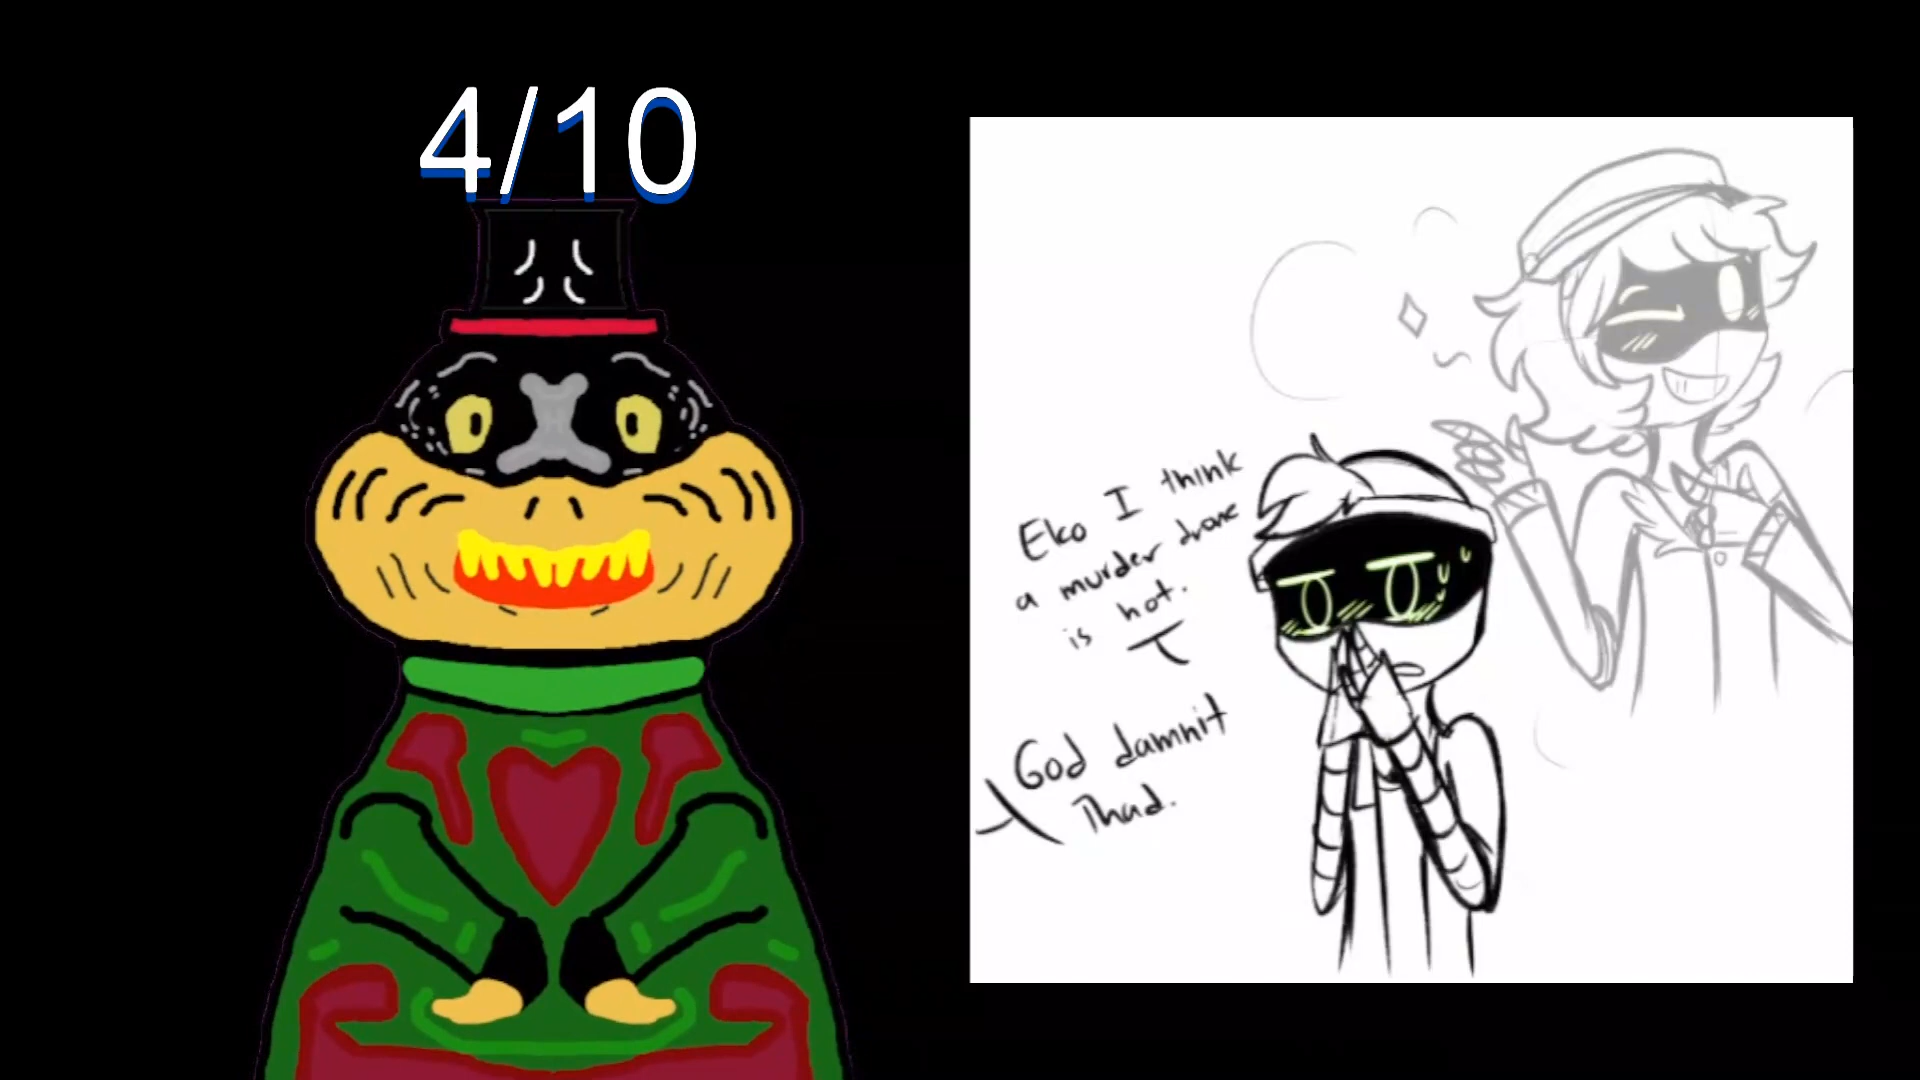 4/10
Eko I think
a murder drone
is hot.
God damnit
Thad.